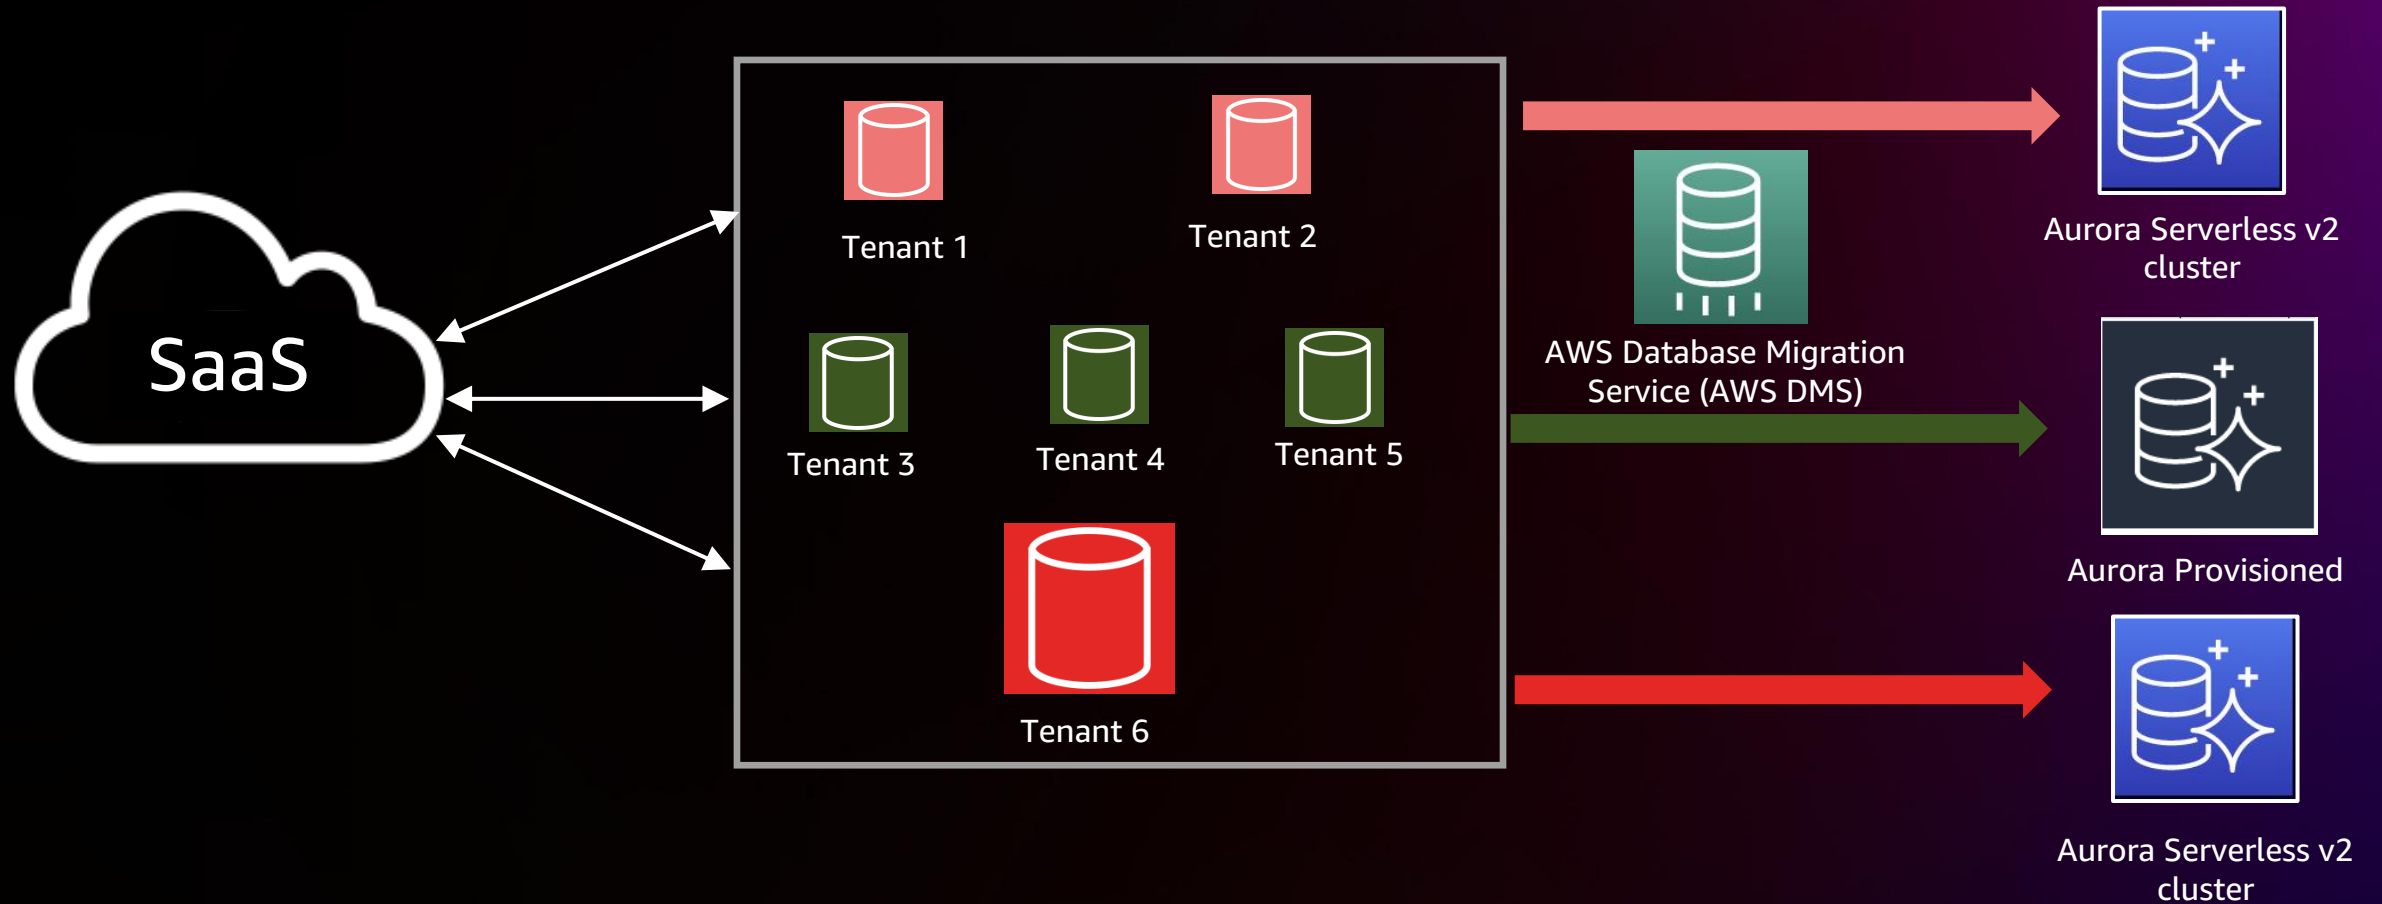 SaaS
Tenant 1
Tenant 2
Tenant 3
Tenant 4
Tenant 5
Tenant 6
AWS Database Migration
Service (AWS DMS)
Aurora Serverless v2
cluster
Aurora Provisioned
Aurora Serverless v2
cluster